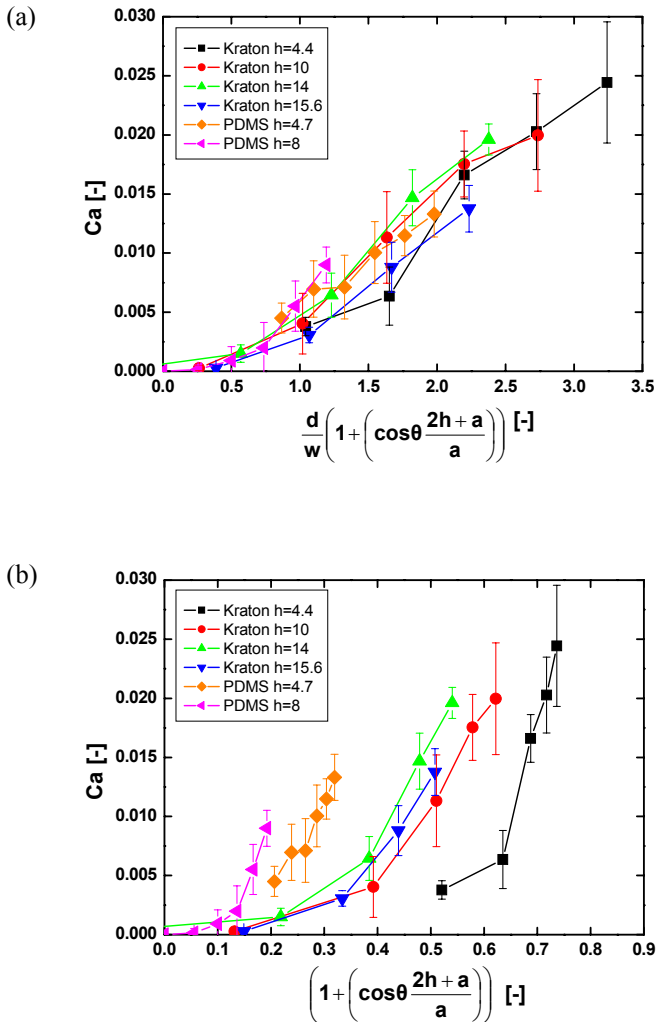 (a)
0.030
0.025
0.020
0.015
0.010
0.005
0.000
Ca [-]
Kraton h=4.4
Kraton h=10
Kraton h=14
Kraton h=15.6
PDMS h=4.7
PDMS h=8
0.0 0.5 1.0 1.5 2.0 2.5 3.0 3.5
d/w(1+(cosθ (2h+a)/a)) [-]
(b)
0.030
0.025
0.020
0.015
0.010
0.005
0.000
Ca [-]
Kraton h=4.4
Kraton h=10
Kraton h=14
Kraton h=15.6
PDMS h=4.7
PDMS h=8
0.0 0.1 0.2 0.3 0.4 0.5 0.6 0.7 0.8 0.9
(1+(cosθ (2h+a)/a)) [-]